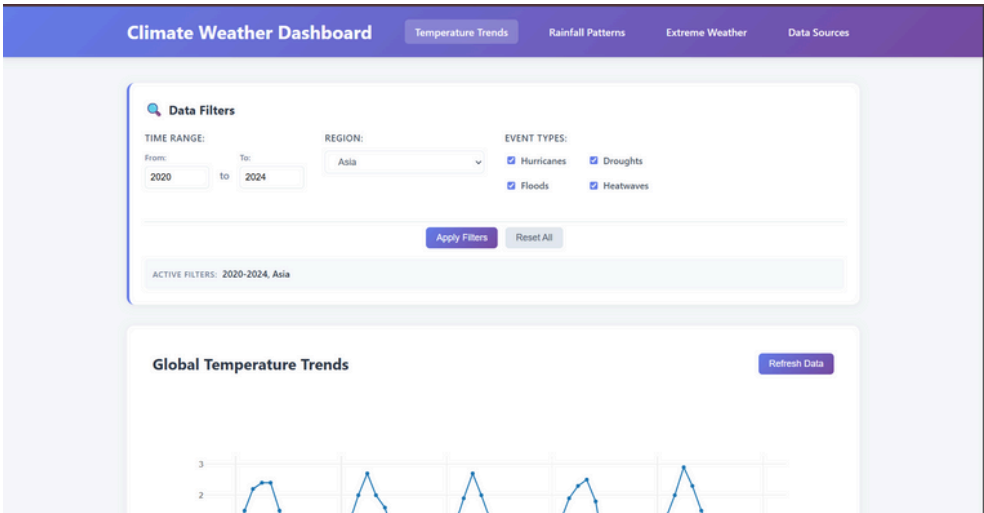 Climate Weather Dashboard Temperature Trends Rainfall Patterns Extreme Weather Data Sources
Data Filters
TIME RANGE: REGION: EVENT TYPES:
From: To: Asia Hurricanes Droughts
2020 to 2024
Floods Heatwaves
Apply Filters Reset All
ACTIVE FILTERS: 2020-2024, Asia
Global Temperature Trends Refresh Data
3
2